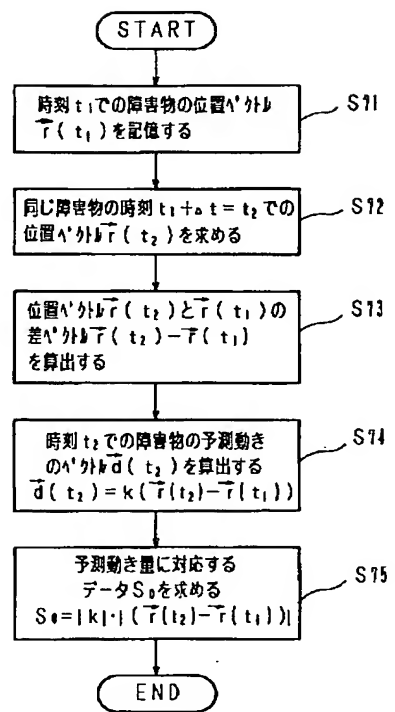 START
時刻t₁での障害物の位置ベクトル
r⃗(t₁)を記憶する
S71
同じ障害物の時刻t₁+Δt=t₂での
位置ベクトルr⃗(t₂)を求める
S72
位置ベクトルr⃗(t₂)とr⃗(t₁)の
差ベクトルr⃗(t₂)-r⃗(t₁)
を算出する
S73
時刻t₂での障害物の予測動き
のベクトルd⃗(t₂)を算出する
d⃗(t₂)=k(r⃗(t₂)-r⃗(t₁))
S74
予測動き量に対応する
データS₀を求める
S₀=|k|・|(r⃗(t₂)-r⃗(t₁))|
S75
END